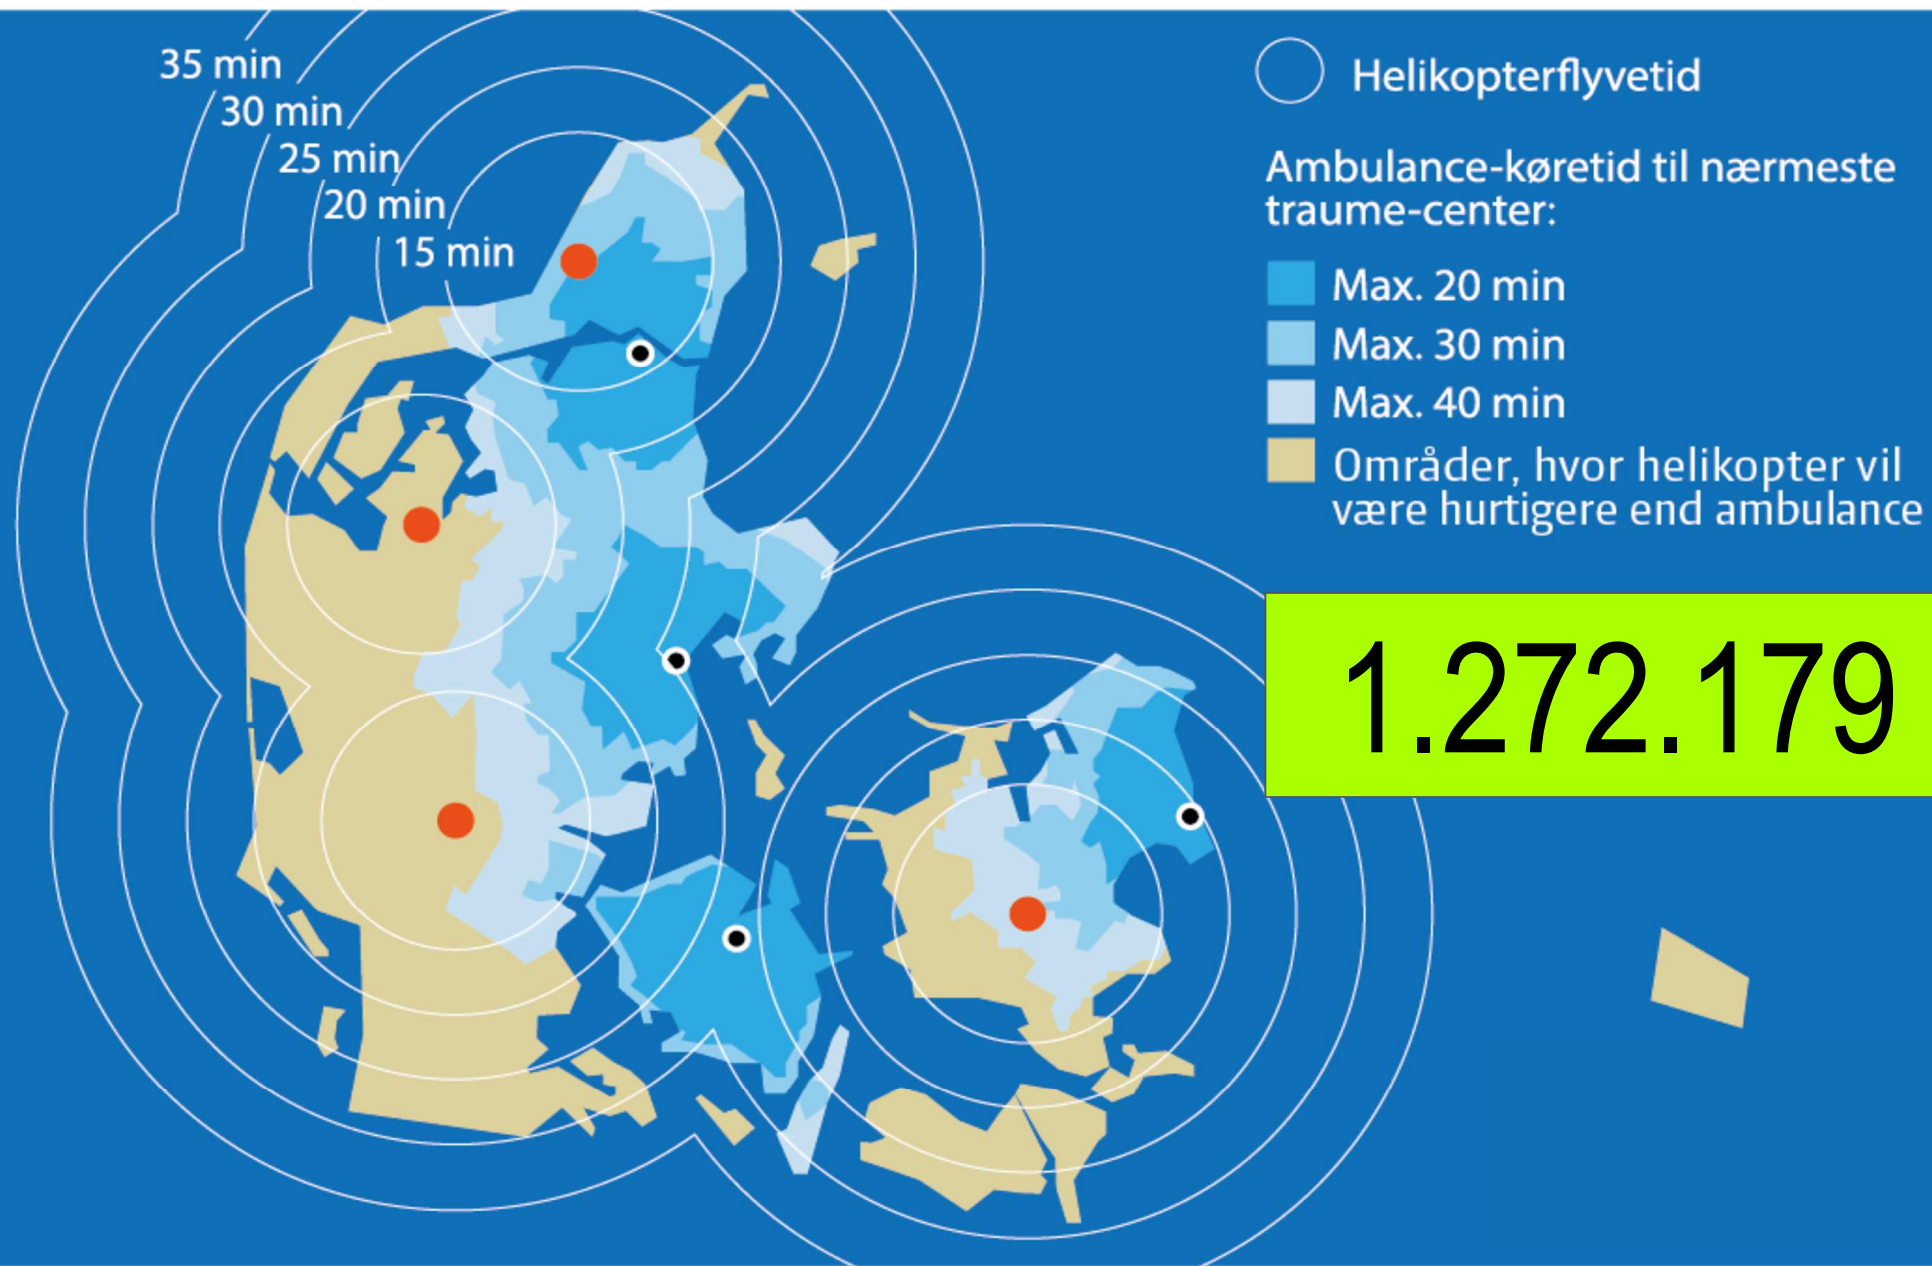 35 min
30 min
25 min
20 min
15 min
Helikopterflyvetid
Ambulance-køretid til nærmeste
traume-center:
Max. 20 min
Max. 30 min
Max. 40 min
Områder, hvor helikopter vil
være hurtigere end ambulance
1.272.179